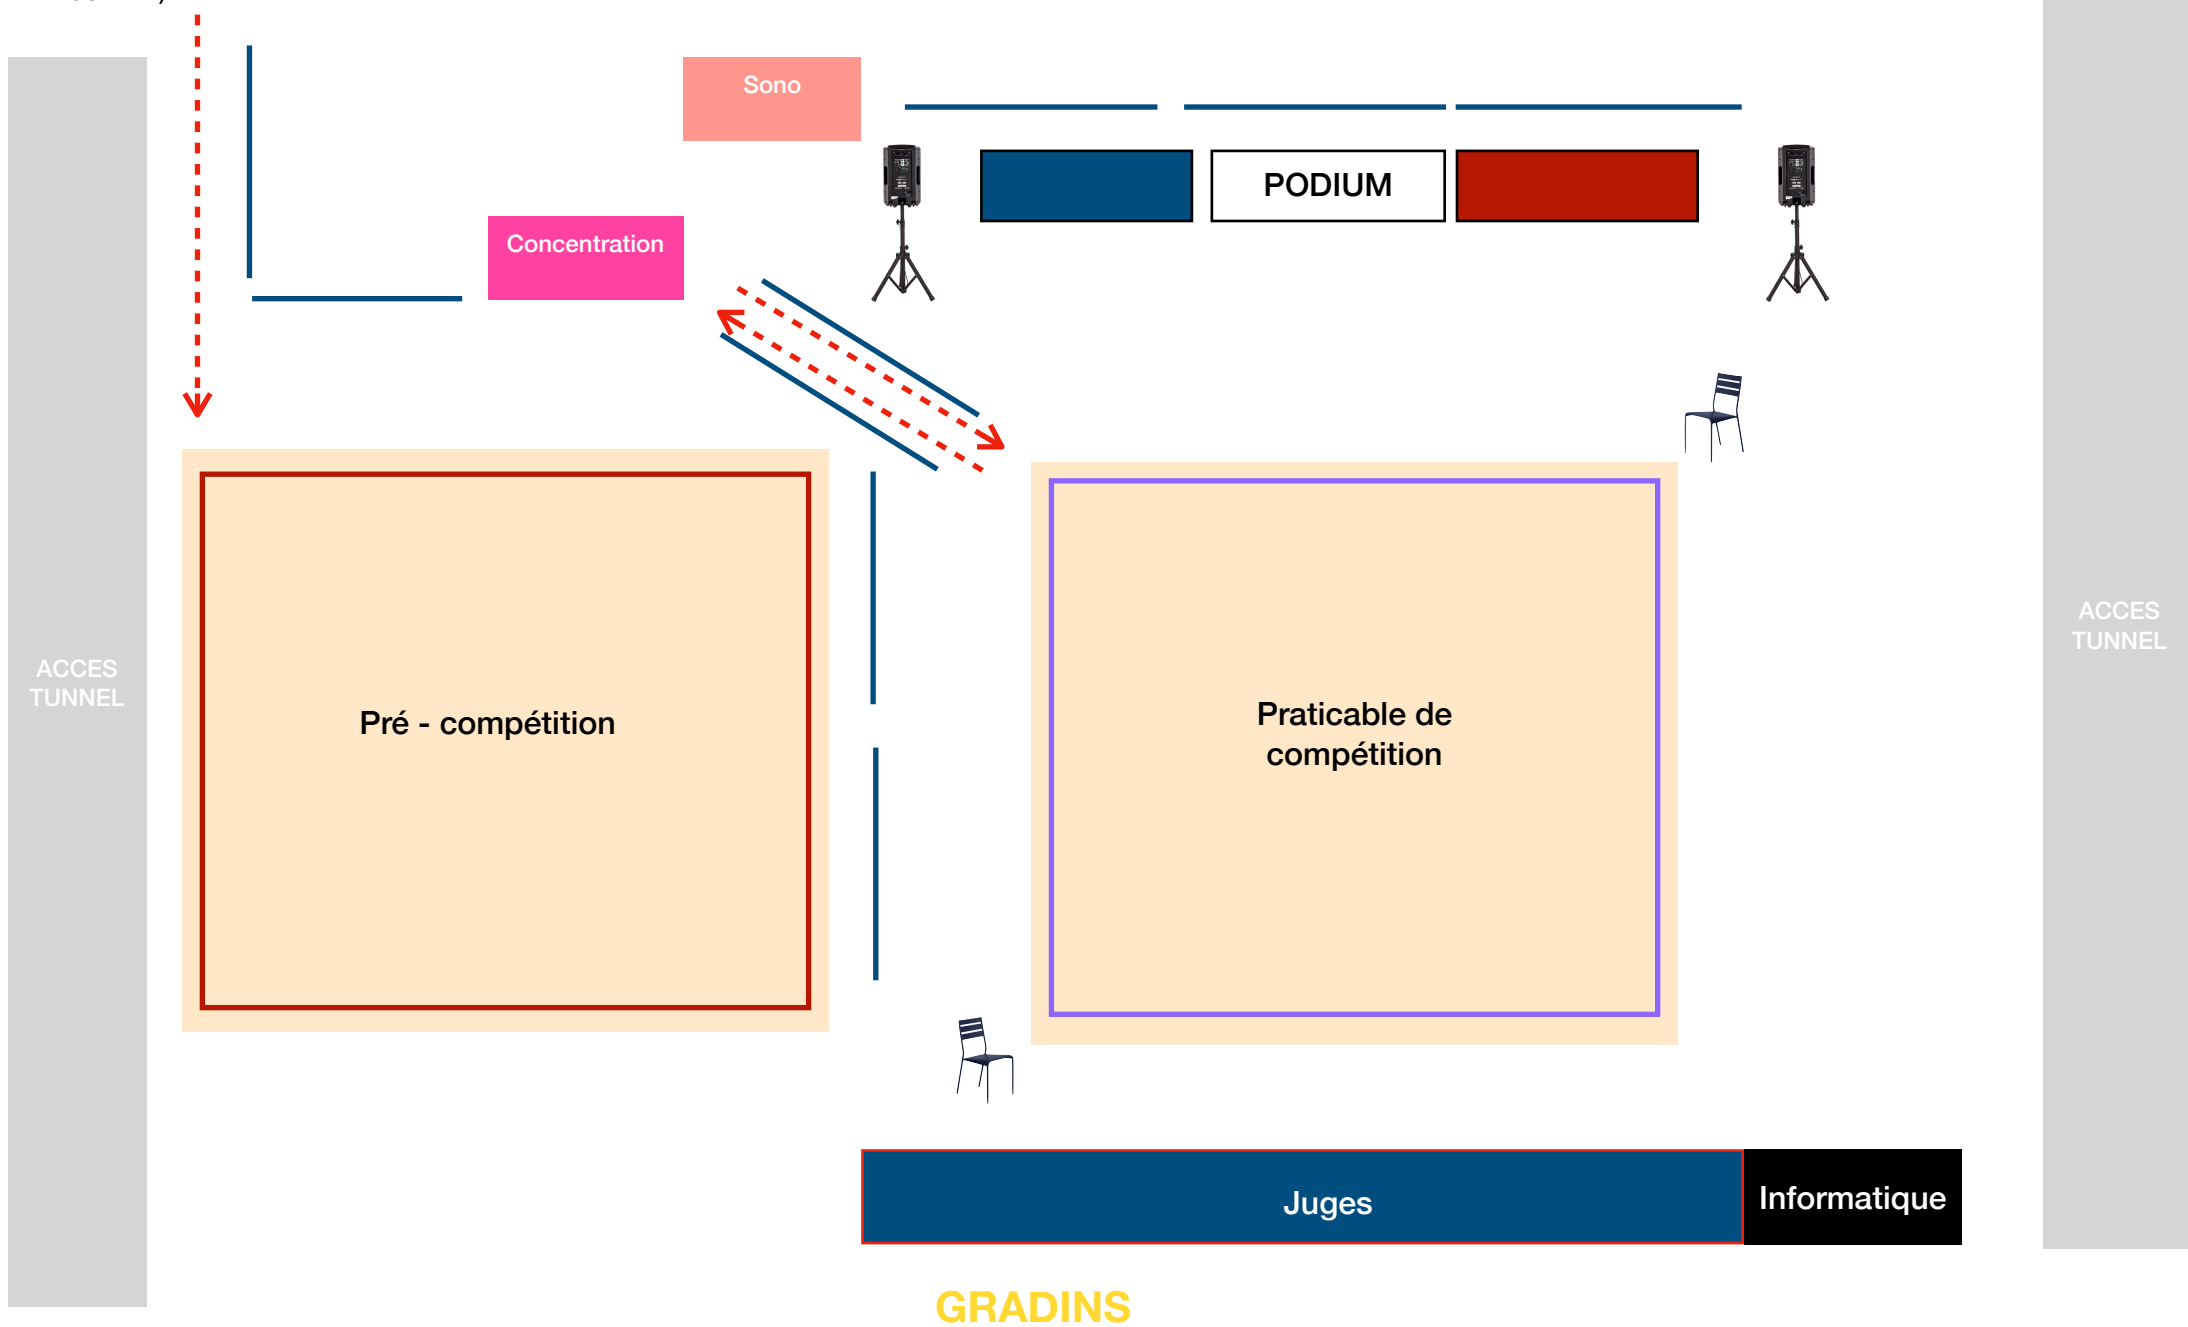 Sono
PODIUM
Concentration
ACCES
TUNNEL
ACCES
TUNNEL
Pré - compétition
Praticable de
compétition
Juges
Informatique
GRADINS